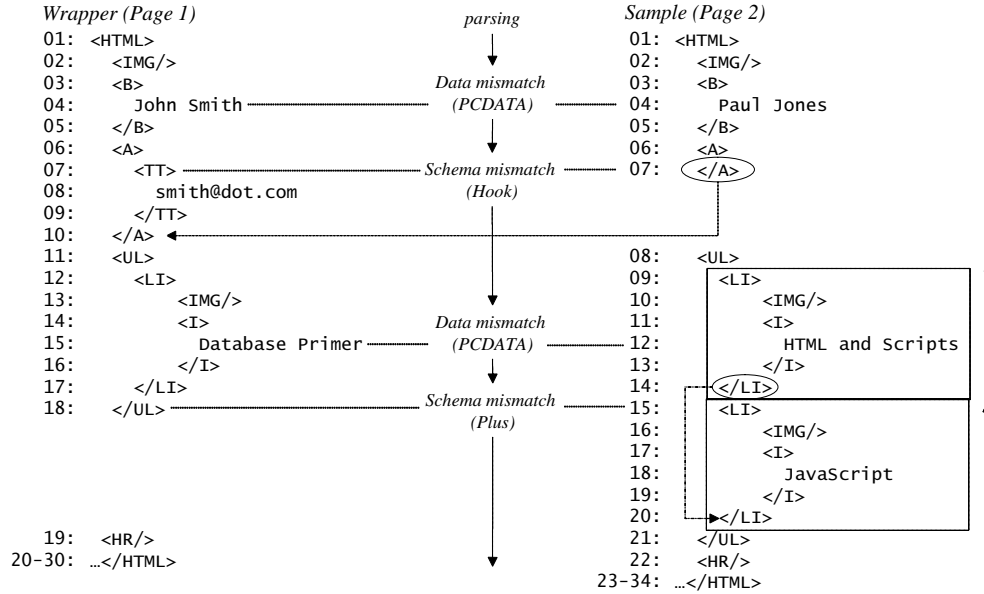 Wrapper (Page 1) parsing Sample (Page 2)
01: <HTML> 01: <HTML>
02: <IMG/> 02: <IMG/>
03: <B> Data mismatch 03: <B>
04: John Smith (PCDATA) 04: Paul Jones
05: </B> 05: </B>
06: <A> 06: <A>
07: <TT> Schema mismatch 07: </A>
08: smith@dot.com (Hook)
09: </TT>
10: </A>
11: <UL> 08: <UL>
12: <LI> 09: <LI>
13: <IMG/> 10: <IMG/>
14: <I> Data mismatch 11: <I>
15: Database Primer (PCDATA) 12: HTML and Scripts
16: </I> 13: </I>
17: </LI> 14: </LI>
18: </UL> Schema mismatch 15: <LI>
(Plus) 16: <IMG/>
17: <I>
18: JavaScript
19: </I>
20: </LI>
19: <HR/> 21: </UL>
20-30: …</HTML> 22: <HR/>
23-34: …</HTML>